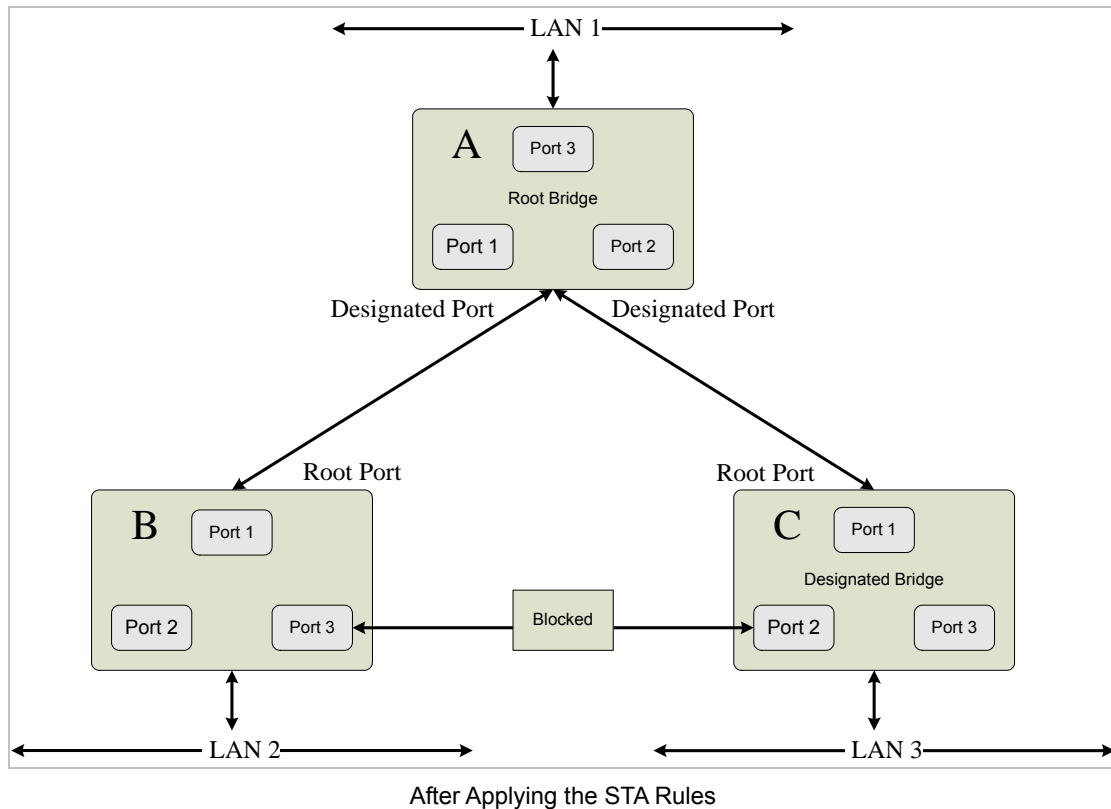 LAN 1
A
Port 3
Root Bridge
Port 1
Port 2
Designated Port
Designated Port
Root Port
Root Port
B
Port 1
Port 2
Port 3
Blocked
C
Port 1
Designated Bridge
Port 2
Port 3
LAN 2
LAN 3
After Applying the STA Rules